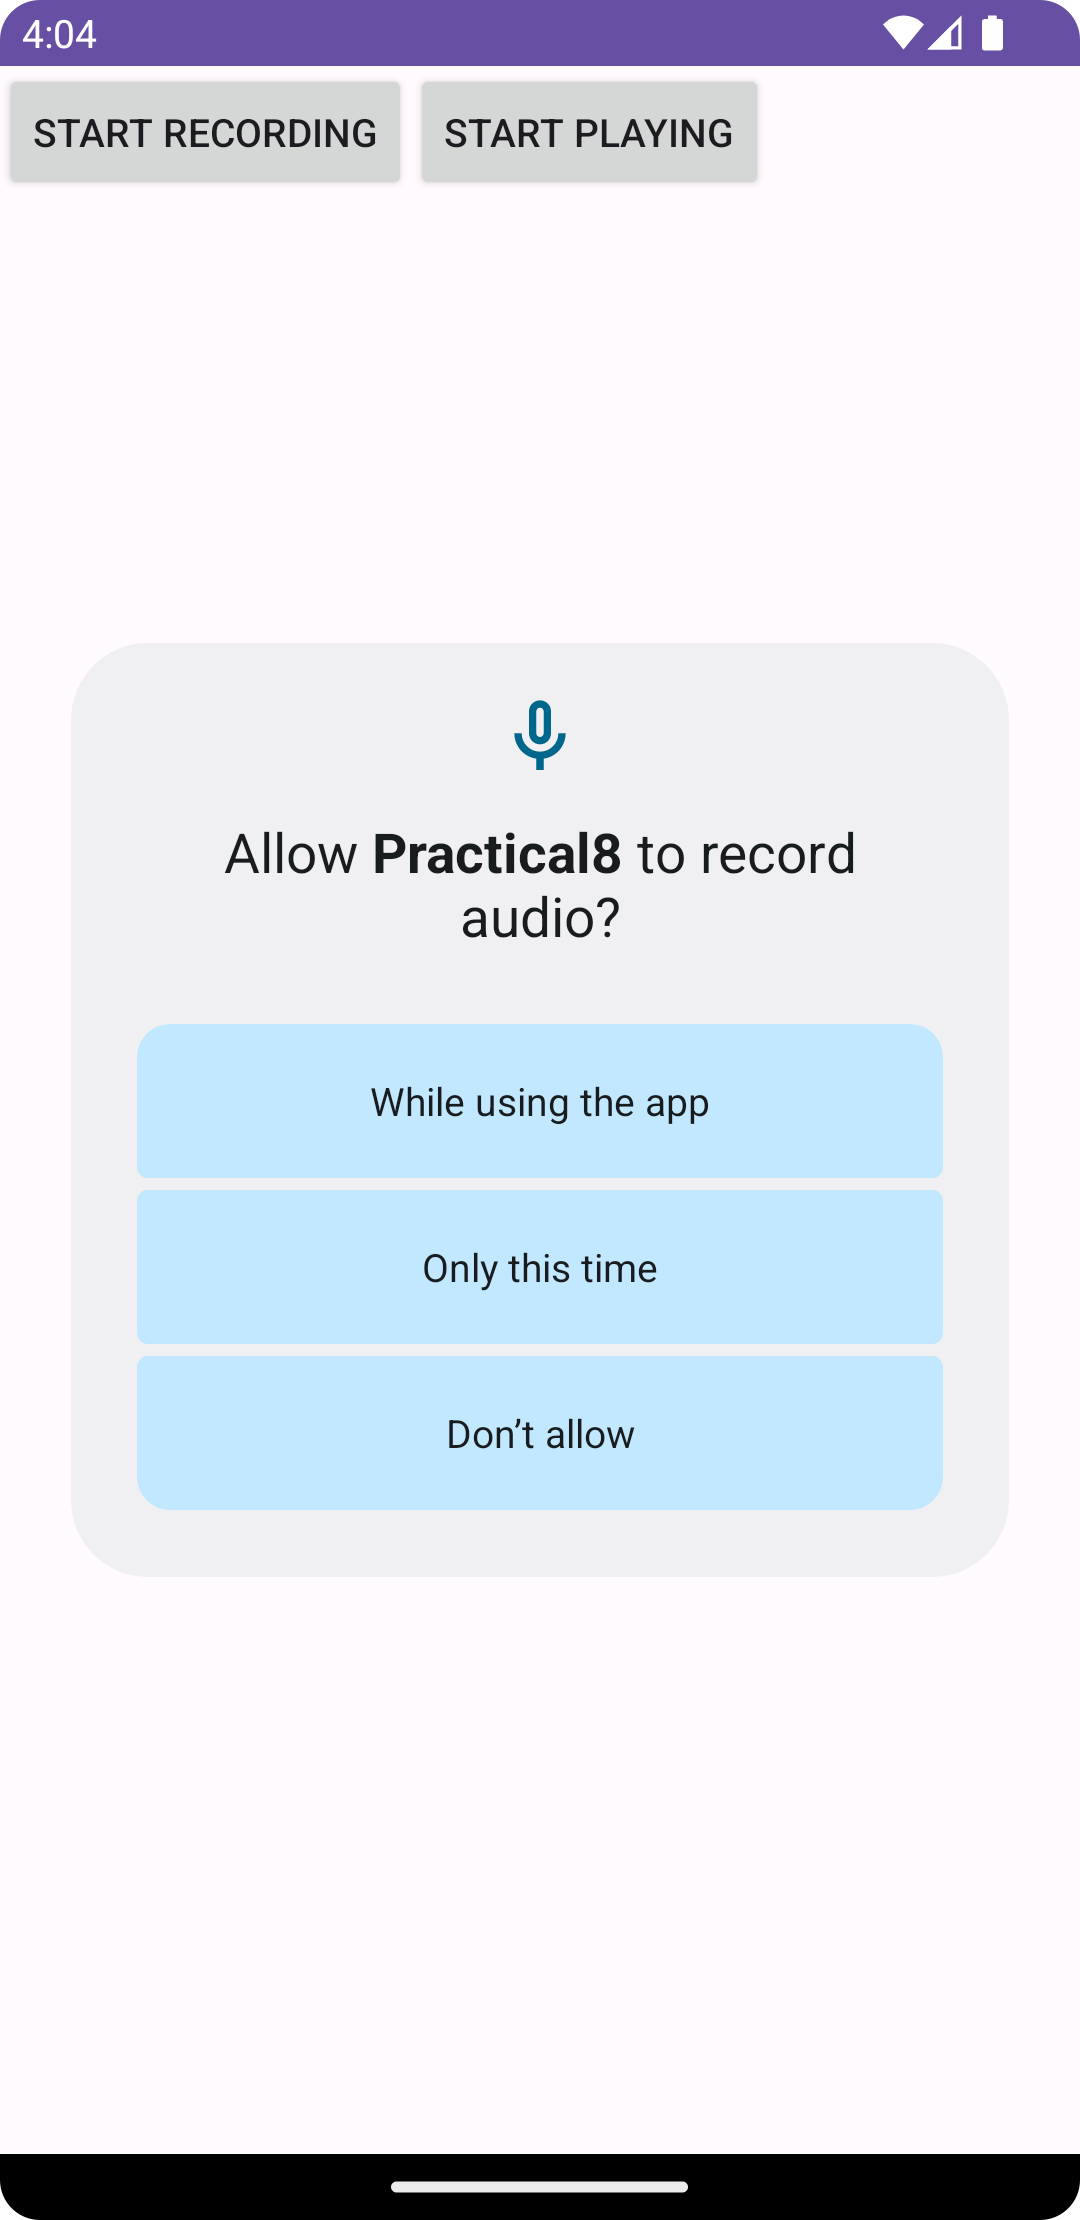 4:04
START RECORDING START PLAYING
Allow Practical8 to record
audio?
While using the app
Only this time
Don’t allow